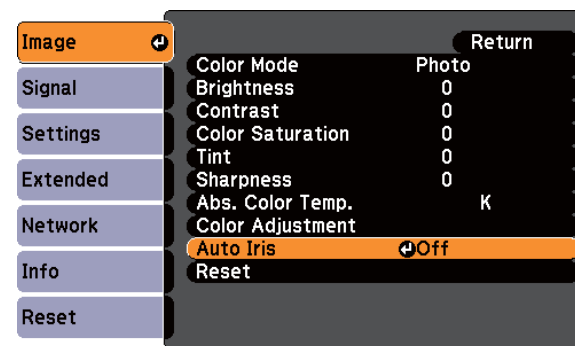 Image
Signal
Settings
Extended
Network
Info
Reset
Return
Color Mode Photo
Brightness 0
Contrast 0
Color Saturation 0
Tint 0
Sharpness 0
Abs. Color Temp. K
Color Adjustment
Auto Iris Off
Reset